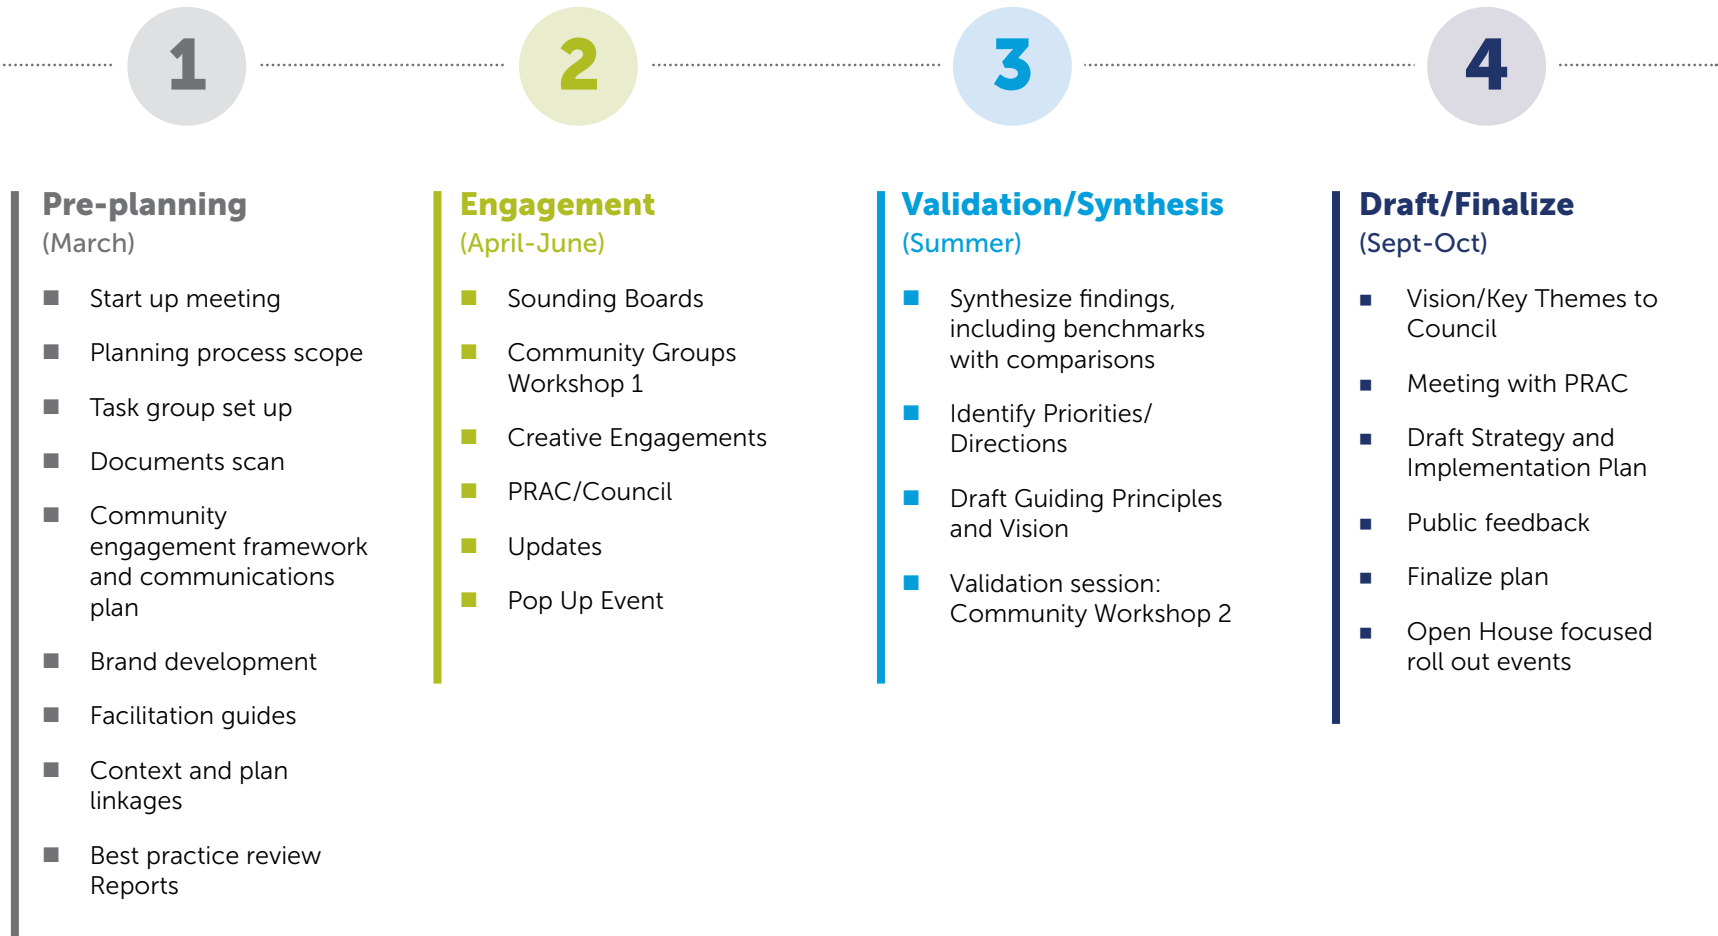 1
2
3
4
Pre-planning
(March)
Start up meeting
Planning process scope
Task group set up
Documents scan
Community
engagement framework
and communications
plan
Brand development
Facilitation guides
Context and plan
linkages
Best practice review
Reports
Engagement
(April-June)
Sounding Boards
Community Groups
Workshop 1
Creative Engagements
PRAC/Council
Updates
Pop Up Event
Validation/Synthesis
(Summer)
Synthesize findings,
including benchmarks
with comparisons
Identify Priorities/
Directions
Draft Guiding Principles
and Vision
Validation session:
Community Workshop 2
Draft/Finalize
(Sept-Oct)
Vision/Key Themes to
Council
Meeting with PRAC
Draft Strategy and
Implementation Plan
Public feedback
Finalize plan
Open House focused
roll out events